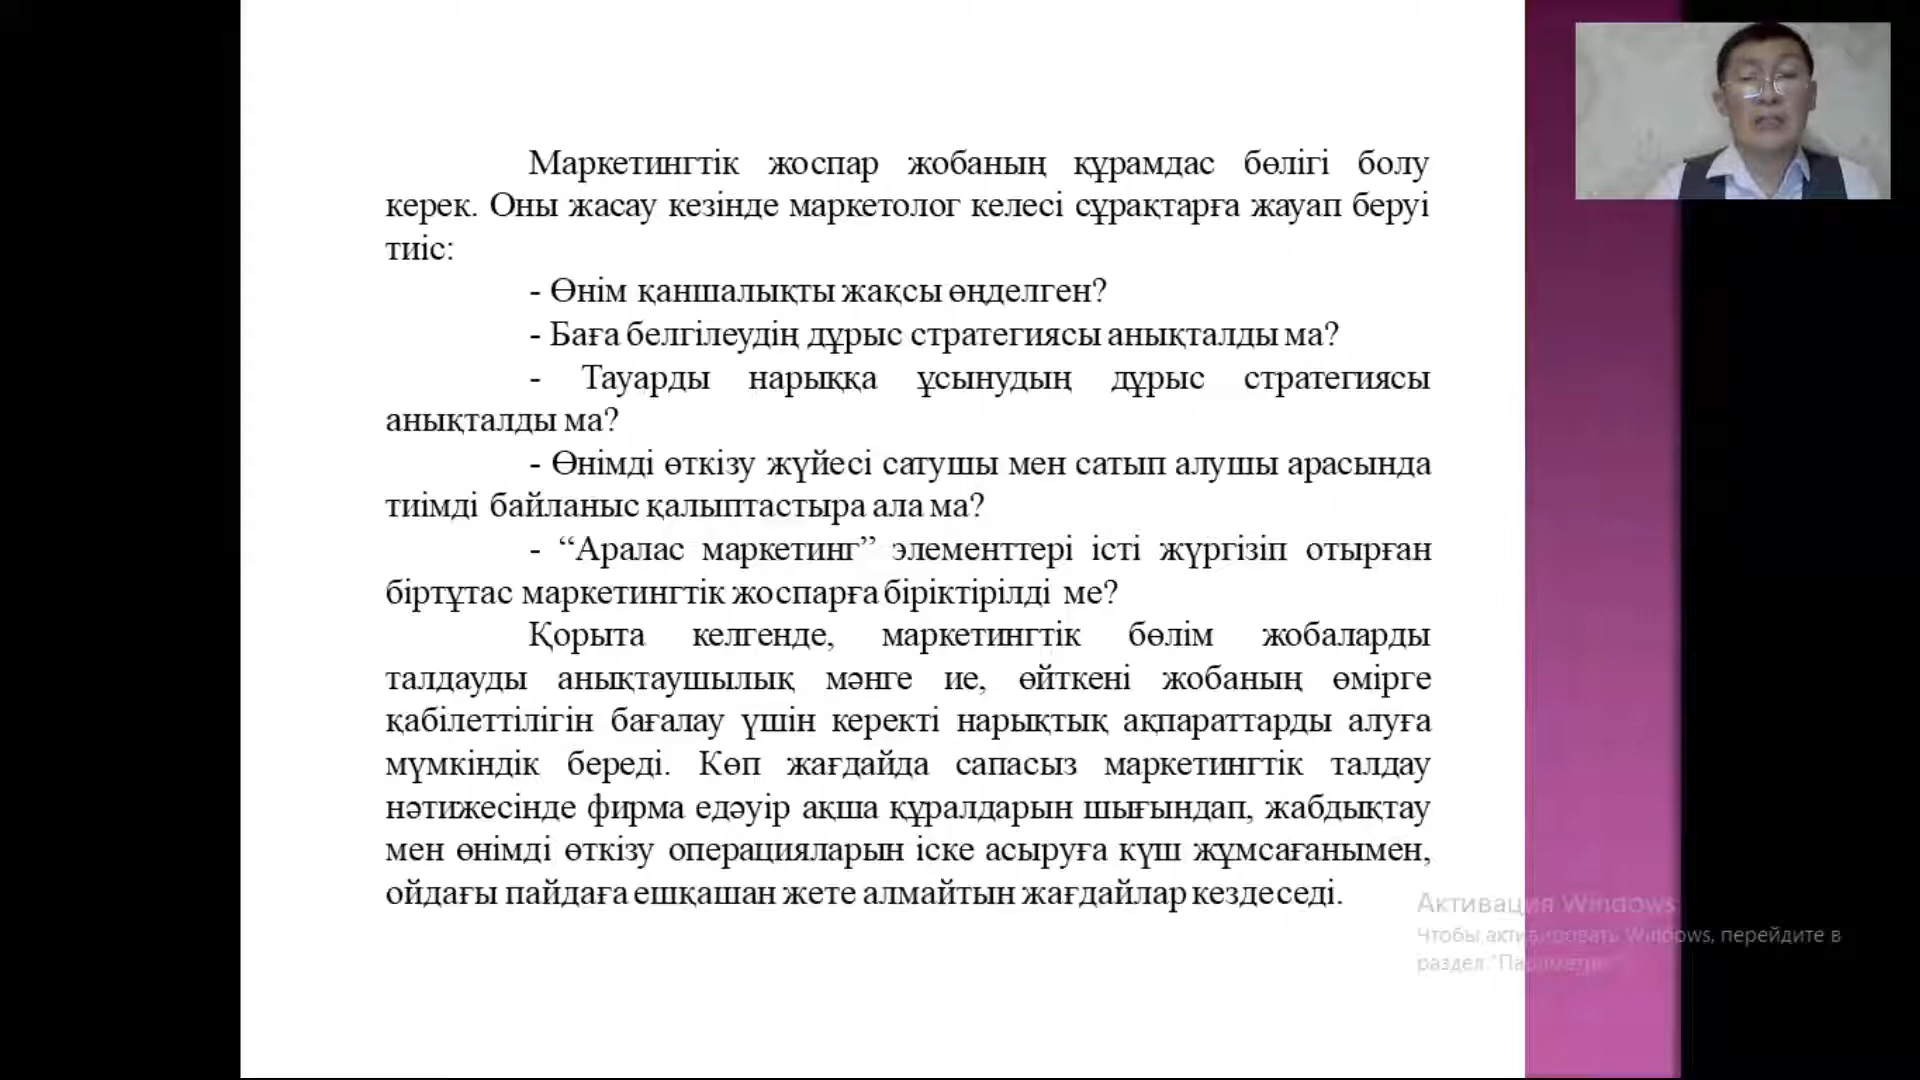 Маркетингтік жоспар жобаның құрамдас бөлігі болу
керек. Оны жасау кезінде маркетолог келесі сұрақтарға жауап беруі
тиіс:
- Өнім қаншалықты жақсы өңделген?
- Баға белгілеудің дұрыс стратегиясы анықталды ма?
- Тауарды нарыққа ұсынудың дұрыс стратегиясы
анықталды ма?
- Өнімді өткізу жүйесі сатушы мен сатып алушы арасында
тиімді байланыс қалыптастыра ала ма?
- “Аралас маркетинг” элементтері істі жүргізіп отырған
біртұтас маркетингтік жоспарға біріктірілді ме?
Қорыта келгенде, маркетингтік бөлім жобаларды
талдауды анықтаушылық мәнге ие, өйткені жобаның өмірге
қабілеттілігін бағалау үшін керекті нарықтық ақпараттарды алуға
мүмкіндік береді. Көп жағдайда сапасыз маркетингтік талдау
нәтижесінде фирма едәуір ақша құралдарын шығындап, жабдықтау
мен өнімді өткізу операцияларын іске асыруға күш жұмсағанымен,
ойдағы пайдаға ешқашан жете алмайтын жағдайлар кездеседі.
Активация Windows
Чтобы активировать Windows, перейдите в
раздел "Параметры".